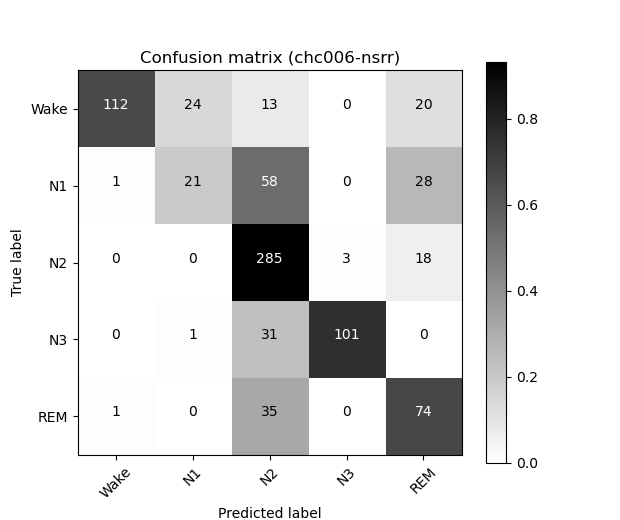 Confusion matrix (chc006-nsrr)
Wake 112 24 13 0 20
N1 1 21 58 0 28
N2 0 0 285 3 18
N3 0 1 31 101 0
REM 1 0 35 0 74
Wake N1 N2 N3 REM
Predicted label
True label
0.8
0.6
0.4
0.2
0.0